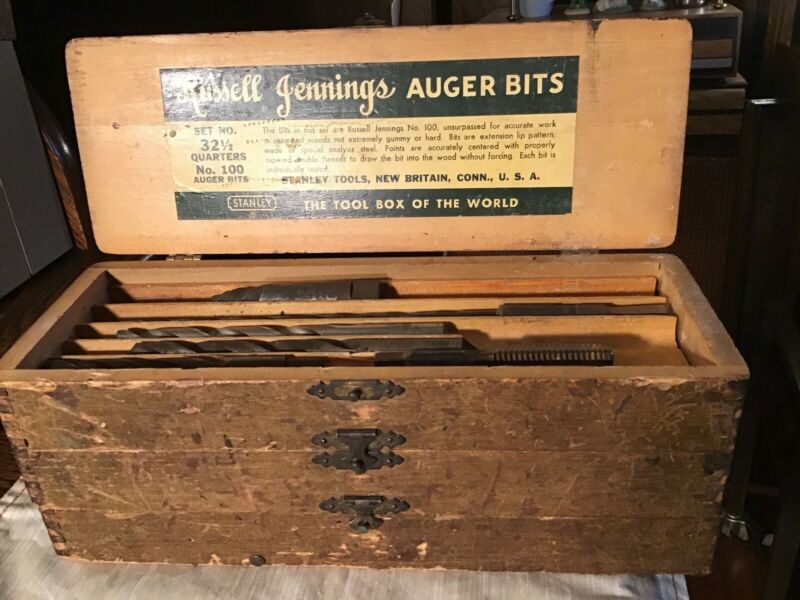 Russell Jennings AUGER BITS
SET NO.
32½
QUARTERS
No. 100
AUGER BITS
The Bits in this set are Russell Jennings No. 100, unsurpassed for accurate work
in seasoned woods not extremely gummy or hard. Bits are extension lip pattern;
made of special analysis steel. Points are accurately centered with properly
tapered double threads to draw the bit into the wood without forcing. Each bit is
individually tested.
STANLEY TOOLS, NEW BRITAIN, CONN., U. S. A.
STANLEY THE TOOL BOX OF THE WORLD